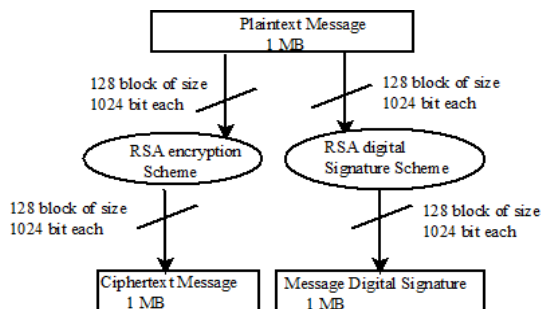 Plaintext Message
1 MB
128 block of size
1024 bit each
128 block of size
1024 bit each
RSA encryption
Scheme
RSA digital
Signature Scheme
128 block of size
1024 bit each
128 block of size
1024 bit each
Ciphertext Message
1 MB
Message Digital Signature
1 MB